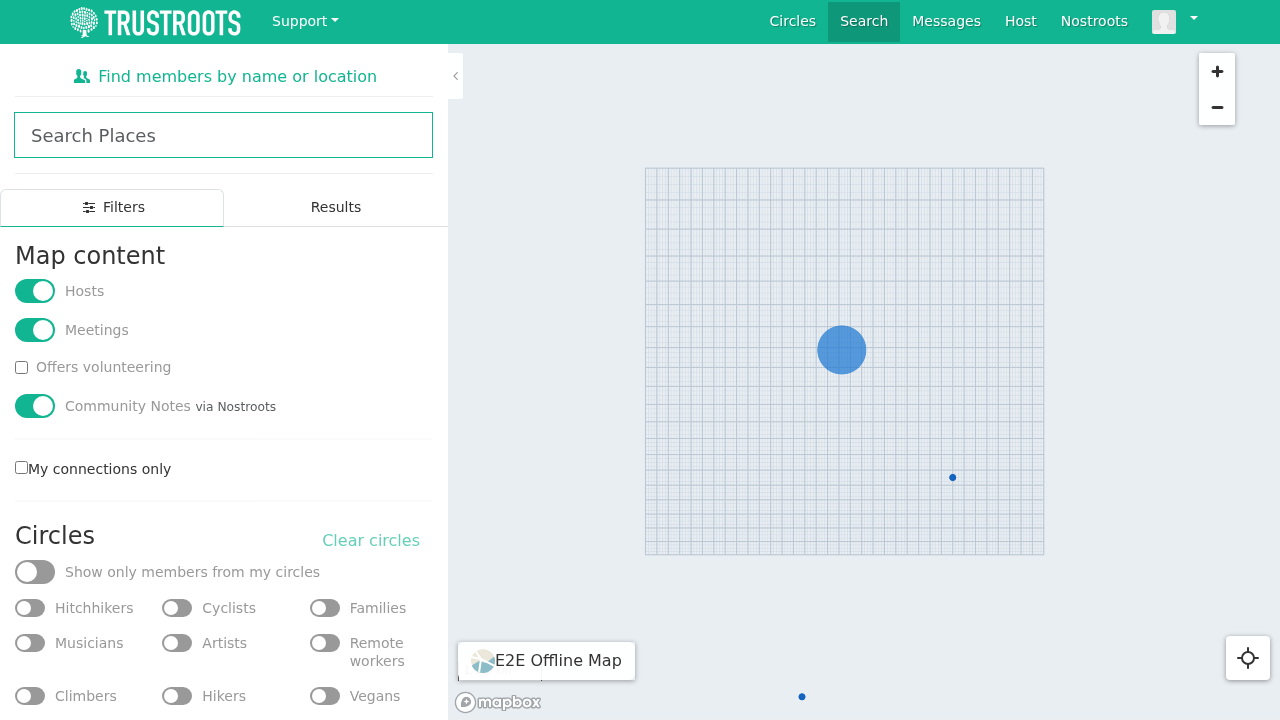 TRUSTROOTS
Support
Circles
Search
Messages
Host
Nostroots
Find members by name or location
Search Places
Filters
Results
Map content
Hosts
Meetings
Offers volunteering
Community Notes via Nostroots
My connections only
Circles
Clear circles
Show only members from my circles
Hitchhikers
Cyclists
Families
Musicians
Artists
Remote
workers
Climbers
Hikers
Vegans
E2E Offline Map
mapbox